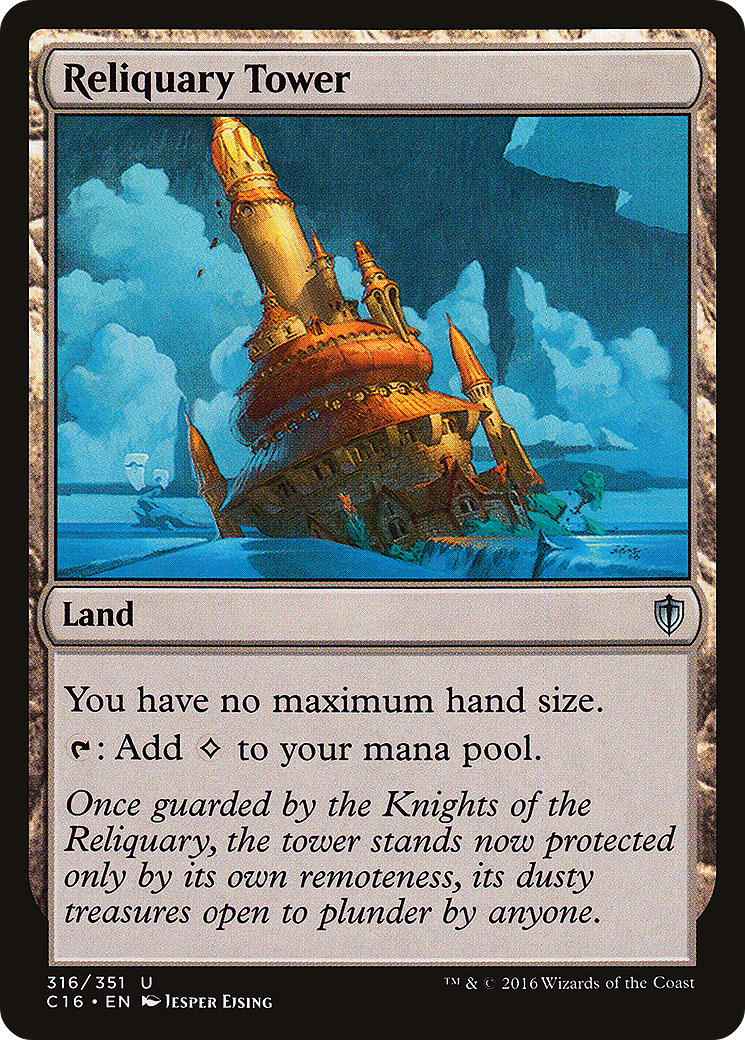 Reliquary Tower
Land
You have no maximum hand size.
: Add to your mana pool.
Once guarded by the Knights of the
Reliquary, the tower stands now protected
only by its own remoteness, its dusty
treasures open to plunder by anyone.
316/351 U
C16 • EN Jesper Ejsing
™ & © 2016 Wizards of the Coast